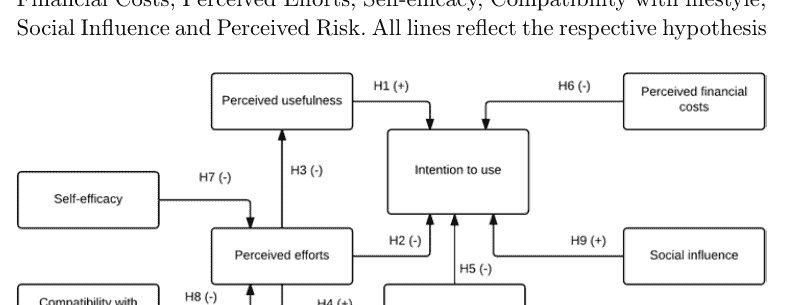 Financial Costs, Perceived Efforts, Self-efficacy, Compatibility with lifestyle,
Social Influence and Perceived Risk. All lines reflect the respective hypothesis
H1 (+)
H6 (-)
Perceived usefulness
Perceived financial
costs
H3 (-)
Intention to use
H7 (-)
Self-efficacy
H2 (-)
H9 (+)
Perceived efforts
Social influence
H5 (-)
H8 (-)
H4 (+)
Compatibility with